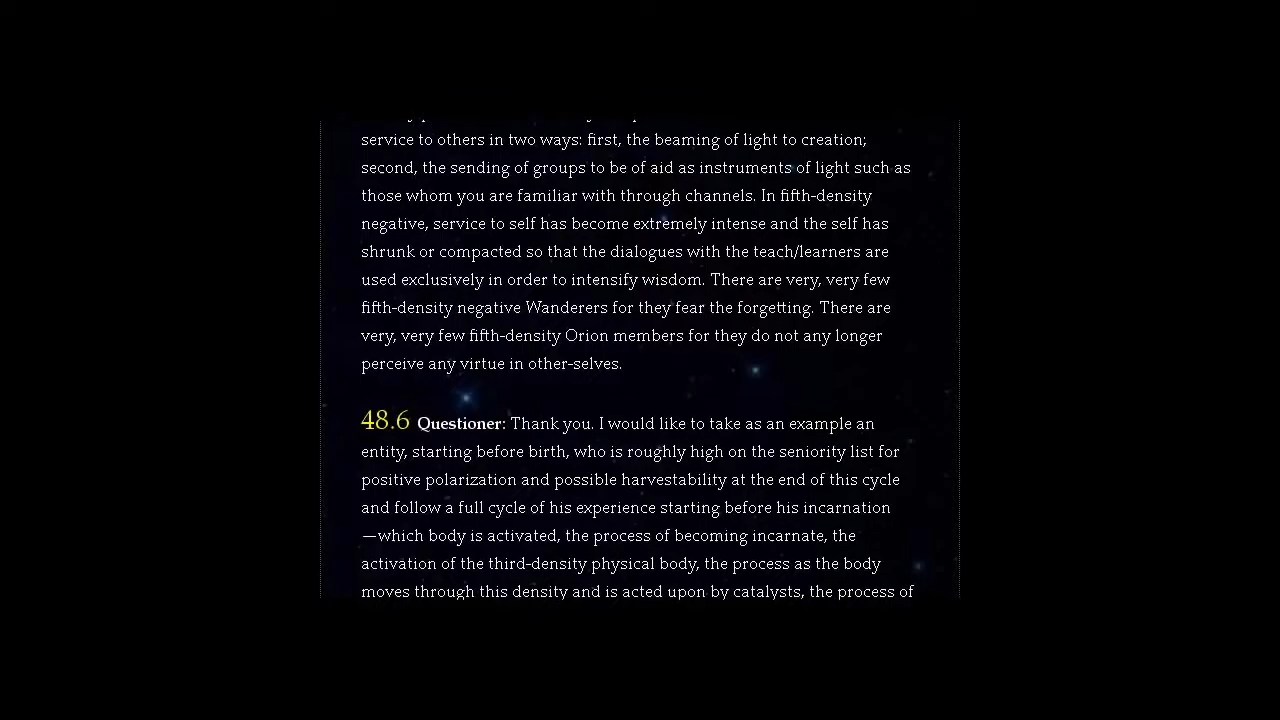 service to others in two ways: first, the beaming of light to creation;
second, the sending of groups to be of aid as instruments of light such as
those whom you are familiar with through channels. In fifth-density
negative, service to self has become extremely intense and the self has
shrunk or compacted so that the dialogues with the teach/learners are
used exclusively in order to intensify wisdom. There are very, very few
fifth-density negative Wanderers for they fear the forgetting. There are
very, very few fifth-density Orion members for they do not any longer
perceive any virtue in other-selves.
48.6 Questioner: Thank you. I would like to take as an example an
entity, starting before birth, who is roughly high on the seniority list for
positive polarization and possible harvestability at the end of this cycle
and follow a full cycle of his experience starting before his incarnation
—which body is activated, the process of becoming incarnate, the
activation of the third-density physical body, the process as the body
moves through this density and is acted upon by catalysts, the process of